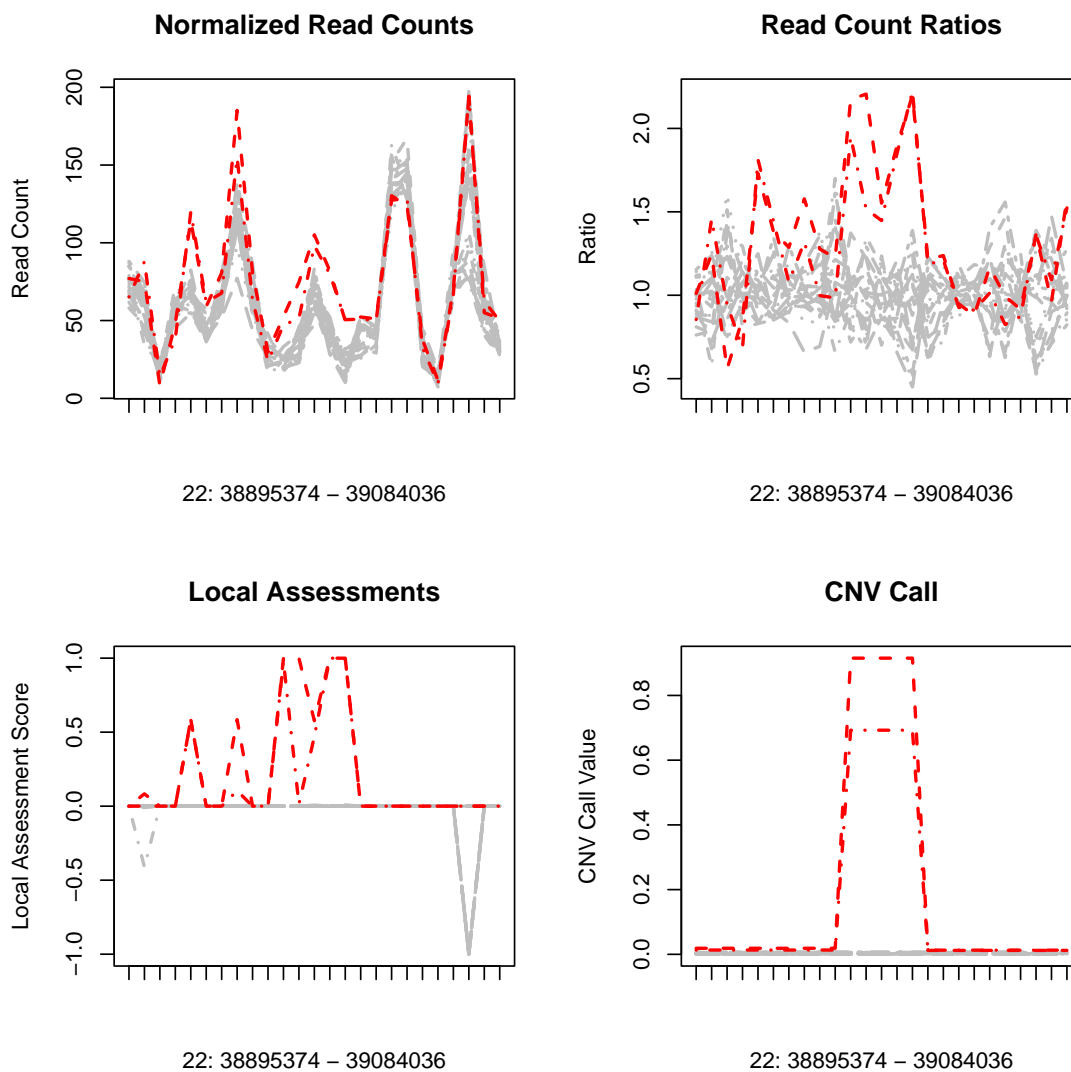 Normalized Read Counts
Read Count
200
150
100
50
0
22: 38895374 – 39084036
Read Count Ratios
Ratio
2.0
1.5
1.0
0.5
22: 38895374 – 39084036
Local Assessments
Local Assessment Score
1.0
0.5
0.0
−0.5
−1.0
22: 38895374 – 39084036
CNV Call
CNV Call Value
0.8
0.6
0.4
0.2
0.0
22: 38895374 – 39084036